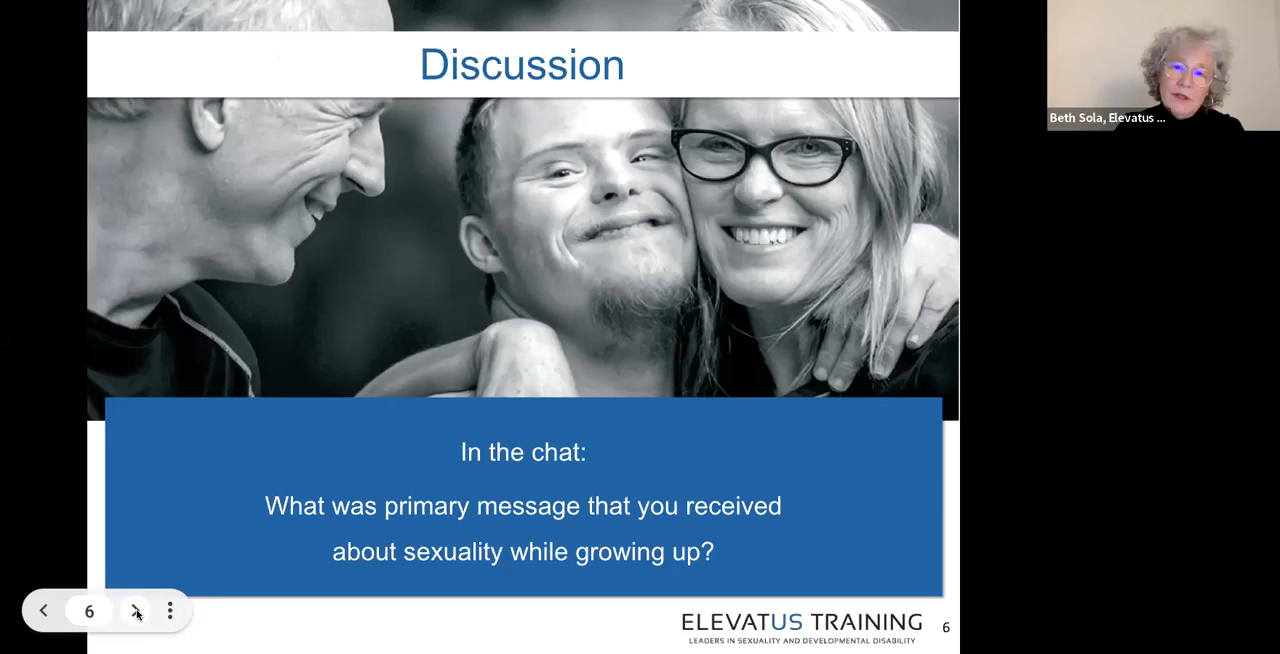 Discussion
Beth Sola, Elevatus ...
In the chat:
What was primary message that you received
about sexuality while growing up?
6
ELEVATUS TRAINING
LEADERS IN SEXUALITY AND DEVELOPMENTAL DISABILITY
6